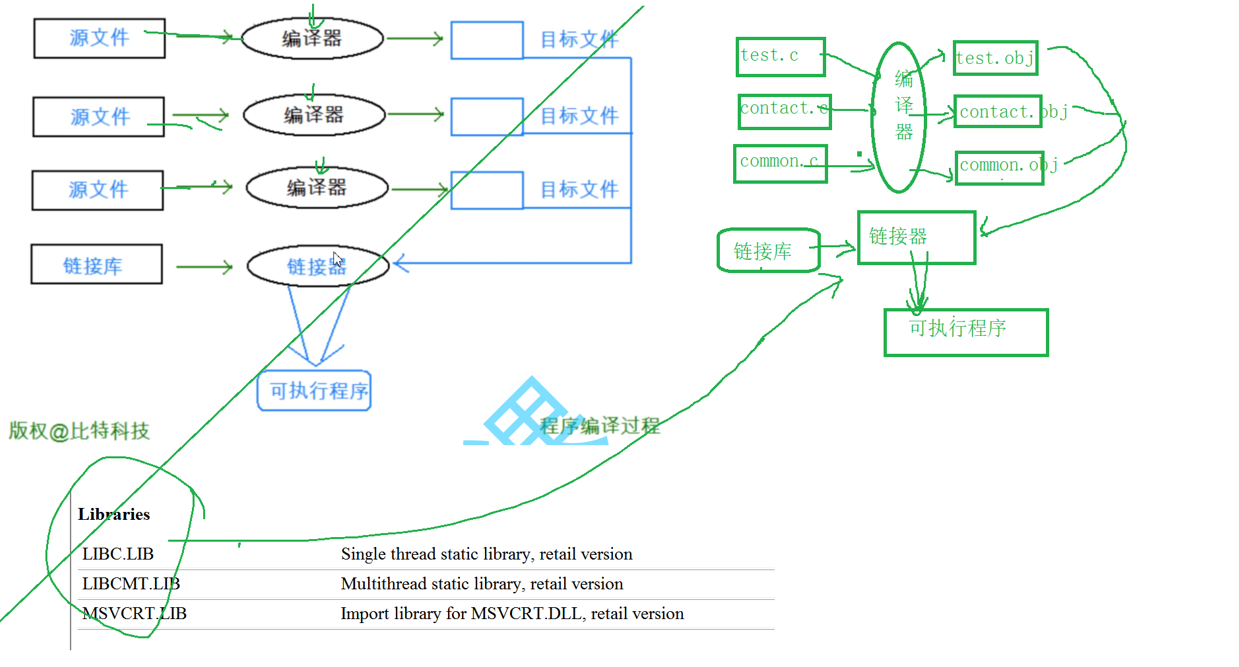 源文件 编译器 目标文件
源文件 编译器 目标文件
源文件 编译器 目标文件
链接库 链接器
可执行程序
版权@比特科技
程序编译过程
test.c
contact.c
common.c
编
译
器
test.obj
contact.obj
common.obj
链接库
链接器
可执行程序
Libraries
LIBC.LIB Single thread static library, retail version
LIBCMT.LIB Multithread static library, retail version
MSVCRT.LIB Import library for MSVCRT.DLL, retail version